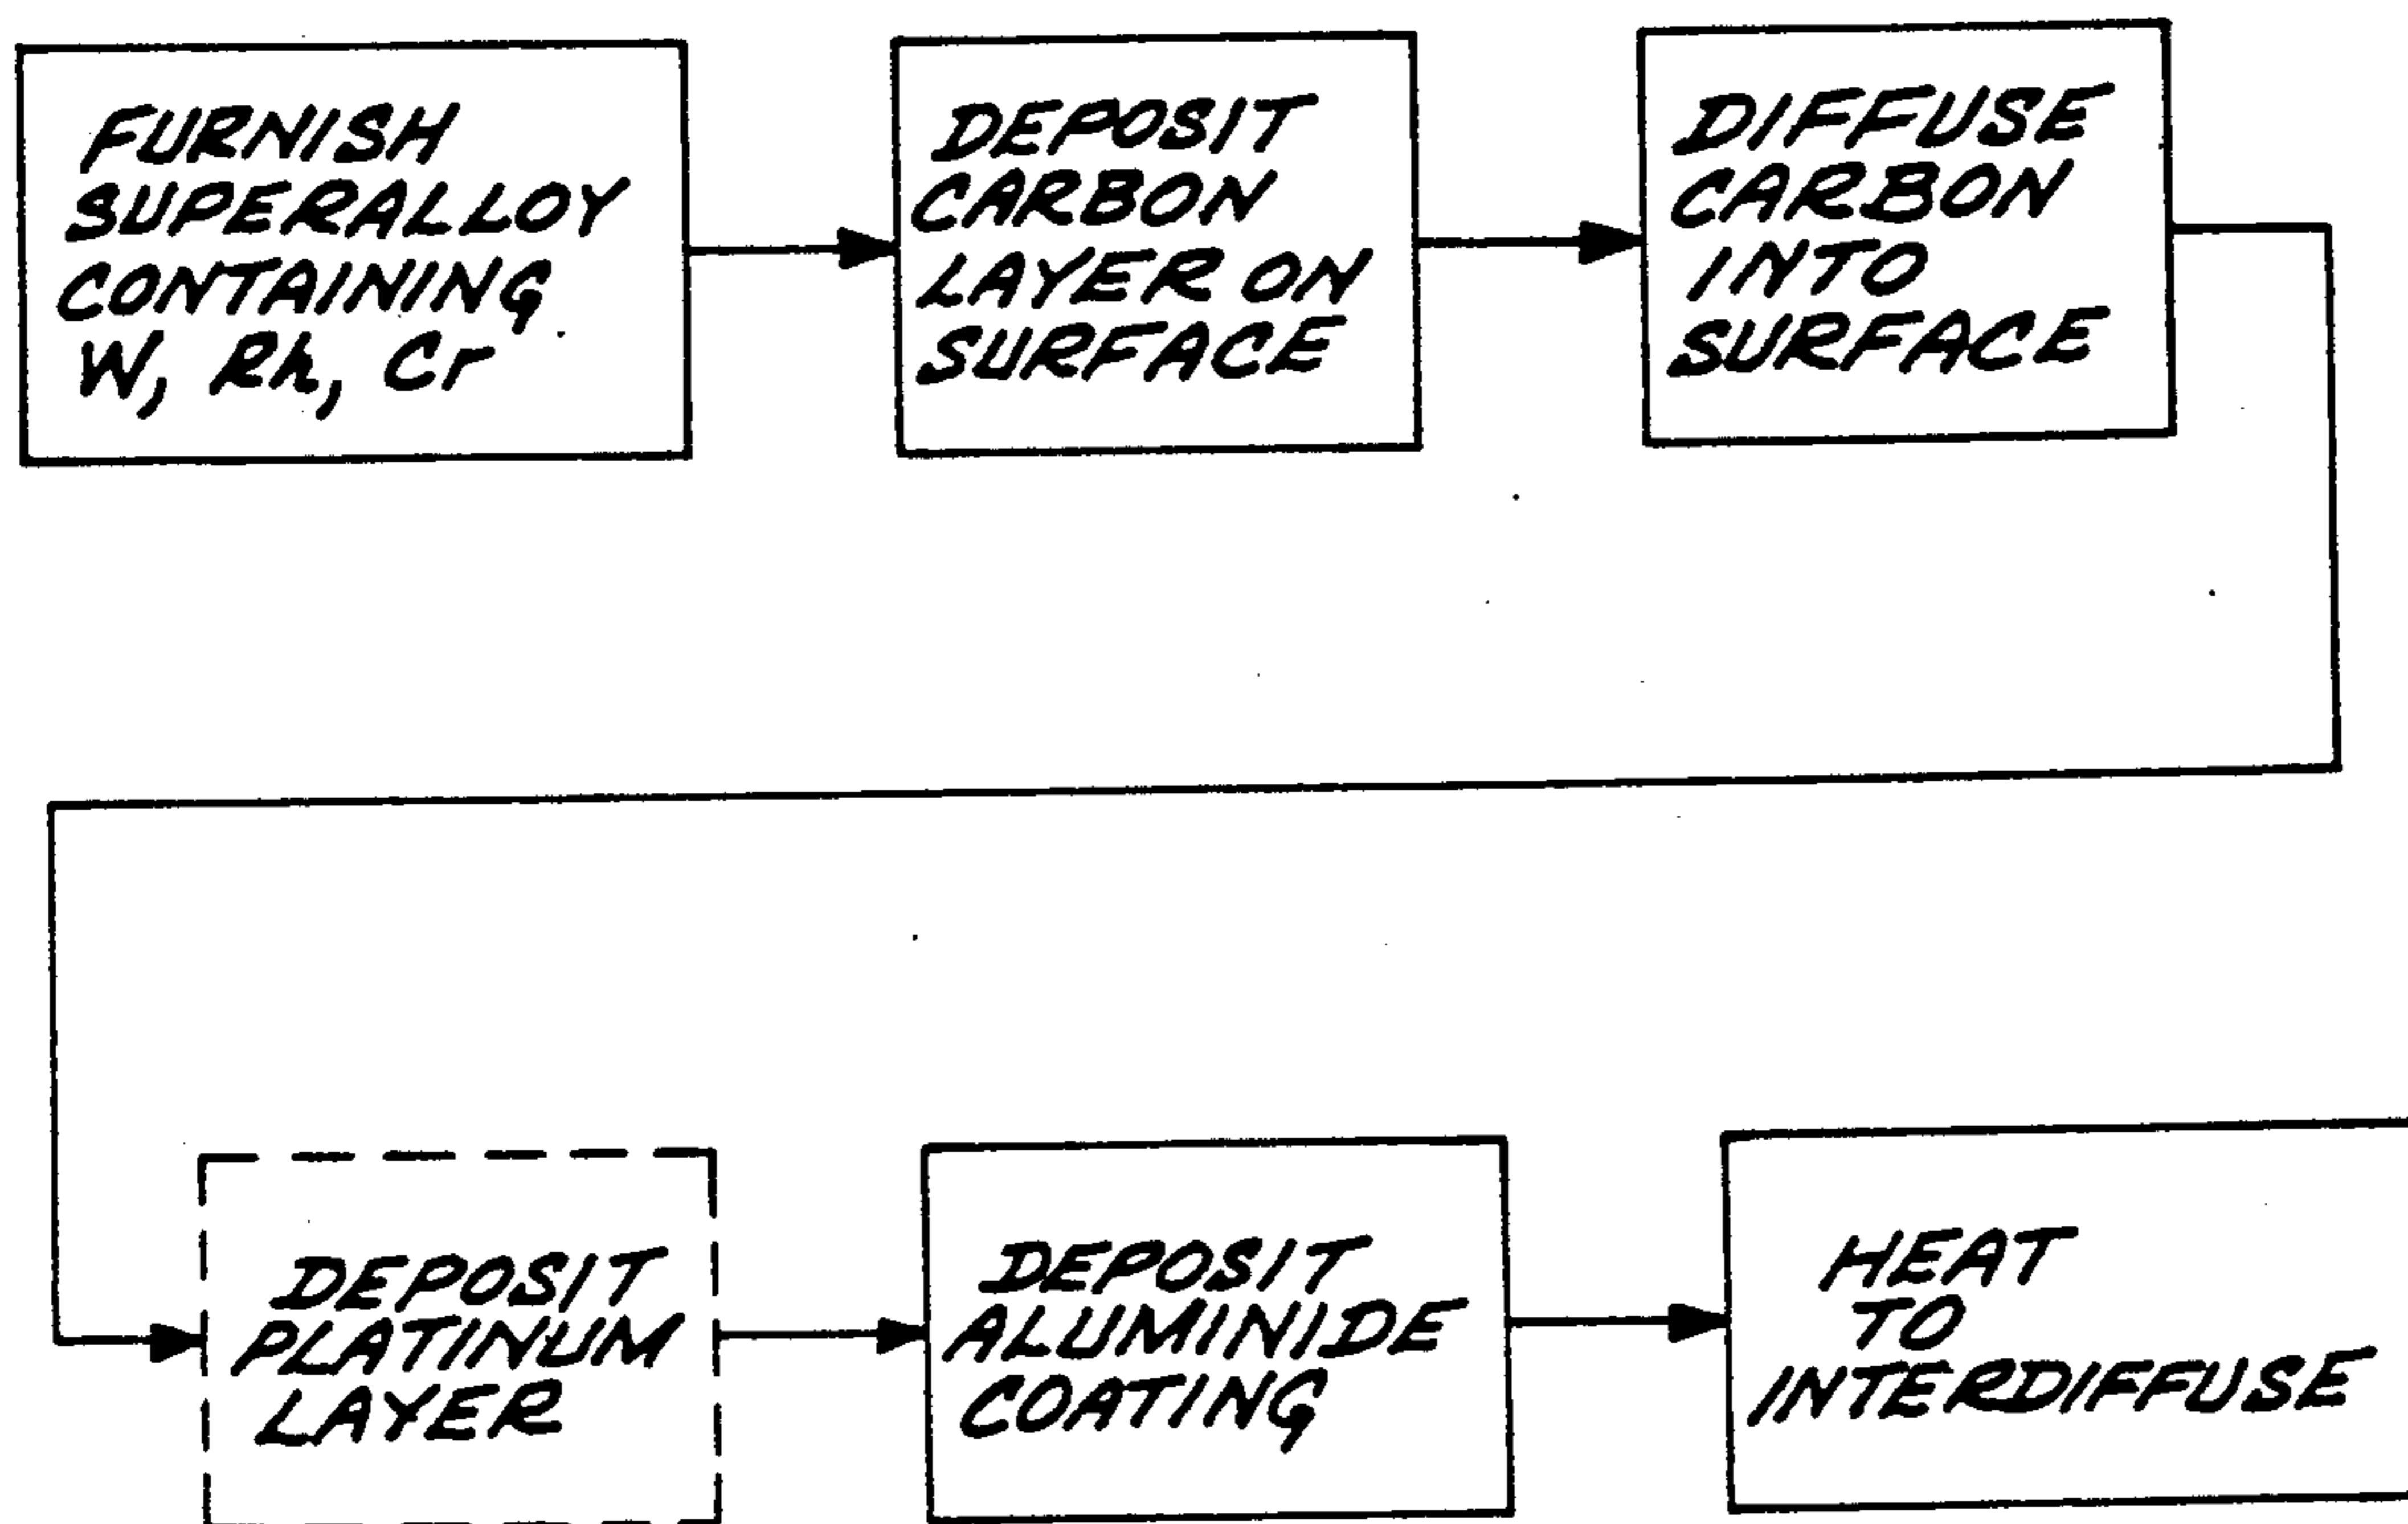 FURNISH
SUPERALLOY
CONTAINING
W, Rh, Cr
DEPOSIT
CARBON
LAYER ON
SURFACE
DIFFUSE
CARBON
INTO
SURFACE
DEPOSIT
PLATINUM
LAYER
DEPOSIT
ALUMINIDE
COATING
HEAT
TO
INTERDIFFUSE